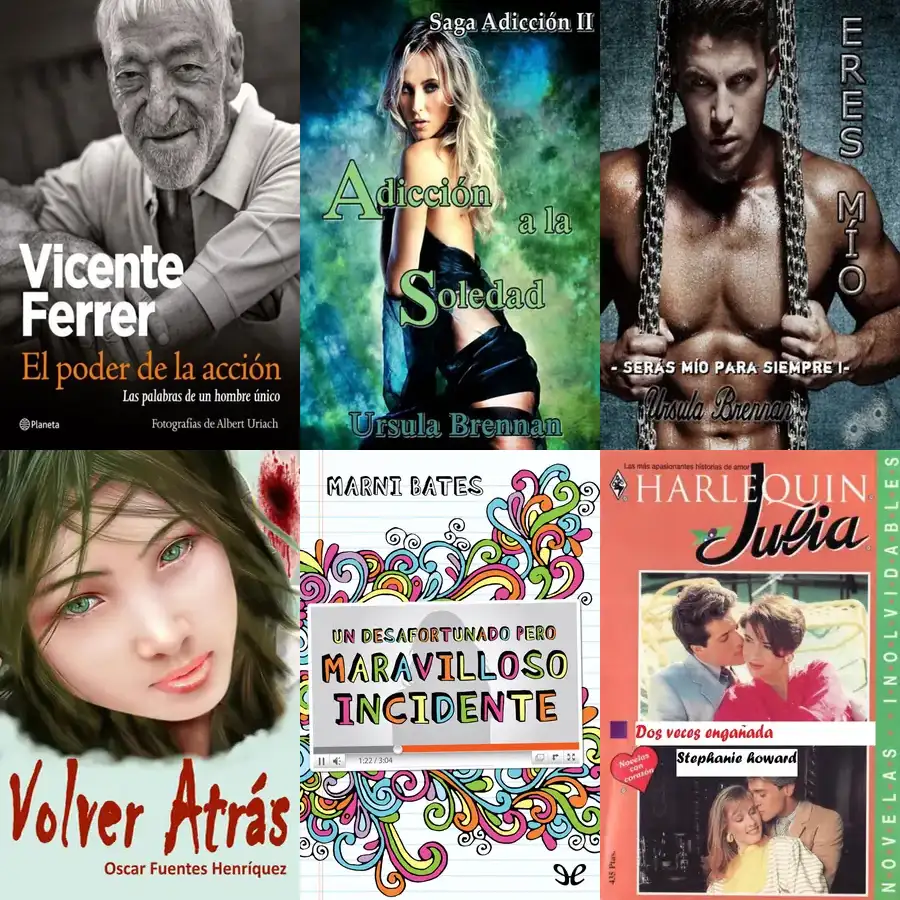 Vicente
Ferrer
El poder de la acción
Las palabras de un hombre único
Planeta
Fotografías de Albert Uriach
Saga Adicción II
Adicción
a la
Soledad
Ursula Brennan
ERES MÍO
- SERÁS MÍO PARA SIEMPRE I-
Ursula Brennan
Volver Atrás
Oscar Fuentes Henríquez
MARNI BATES
UN DESAFORTUNADO PERO
MARAVILLOSO
INCIDENTE
1:22 / 3:04
Las más apasionantes historias de amor
HARLEQUIN
Julia
NOVELAS · INOLVIDABLES
Dos veces engañada
Stephanie howard
Novelas
con
corazón
435 Ptas.